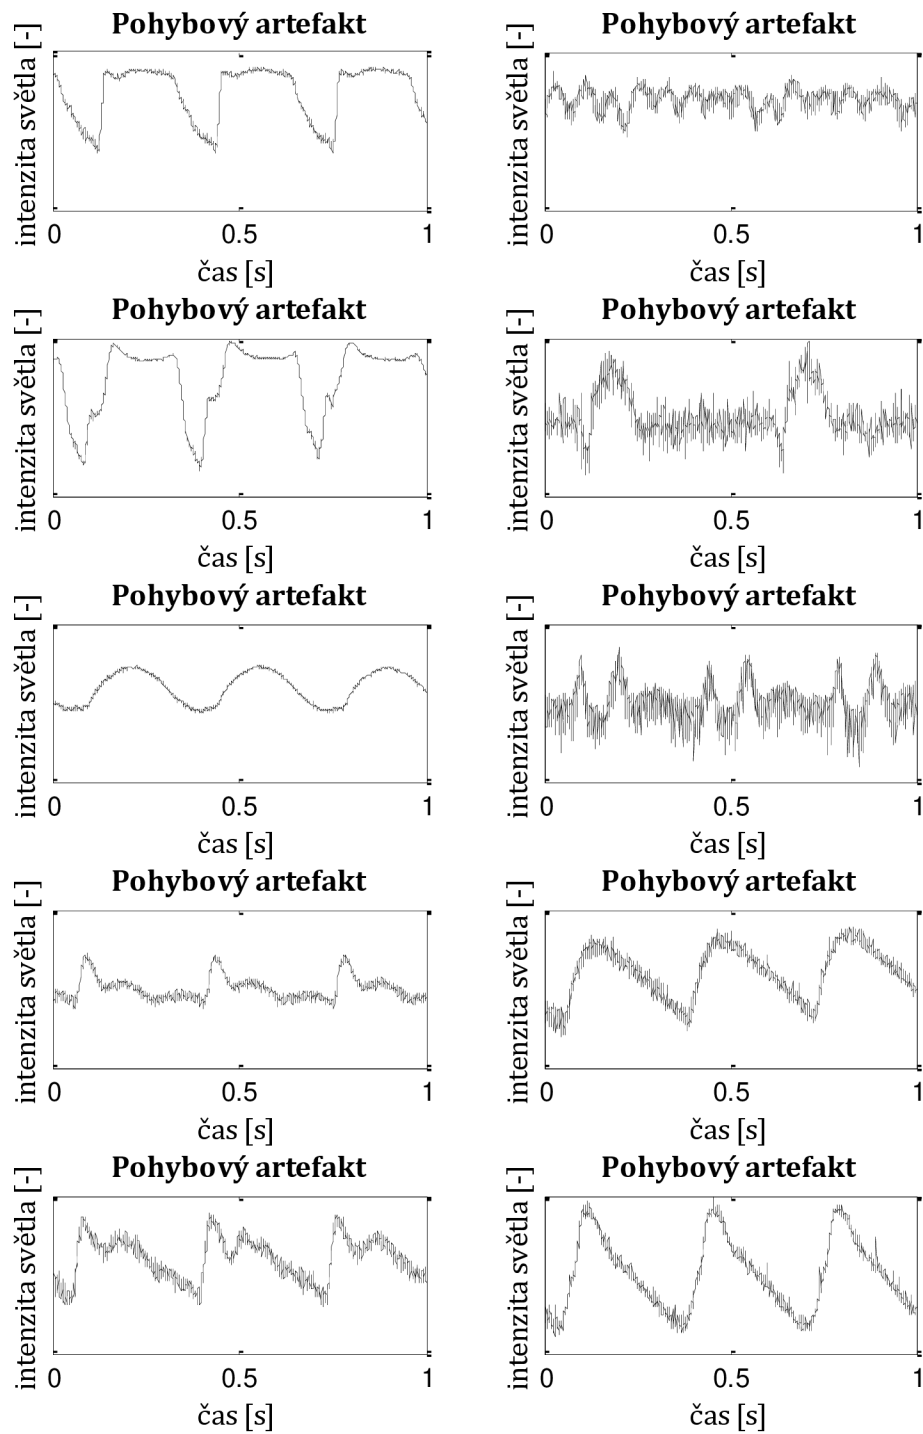 Pohybový artefakt
intenzita světla [-]
0 0.5 1
čas [s]
Pohybový artefakt
intenzita světla [-]
0 0.5 1
čas [s]
Pohybový artefakt
intenzita světla [-]
0 0.5 1
čas [s]
Pohybový artefakt
intenzita světla [-]
0 0.5 1
čas [s]
Pohybový artefakt
intenzita světla [-]
0 0.5 1
čas [s]
Pohybový artefakt
intenzita světla [-]
0 0.5 1
čas [s]
Pohybový artefakt
intenzita světla [-]
0 0.5 1
čas [s]
Pohybový artefakt
intenzita světla [-]
0 0.5 1
čas [s]
Pohybový artefakt
intenzita světla [-]
0 0.5 1
čas [s]
Pohybový artefakt
intenzita světla [-]
0 0.5 1
čas [s]